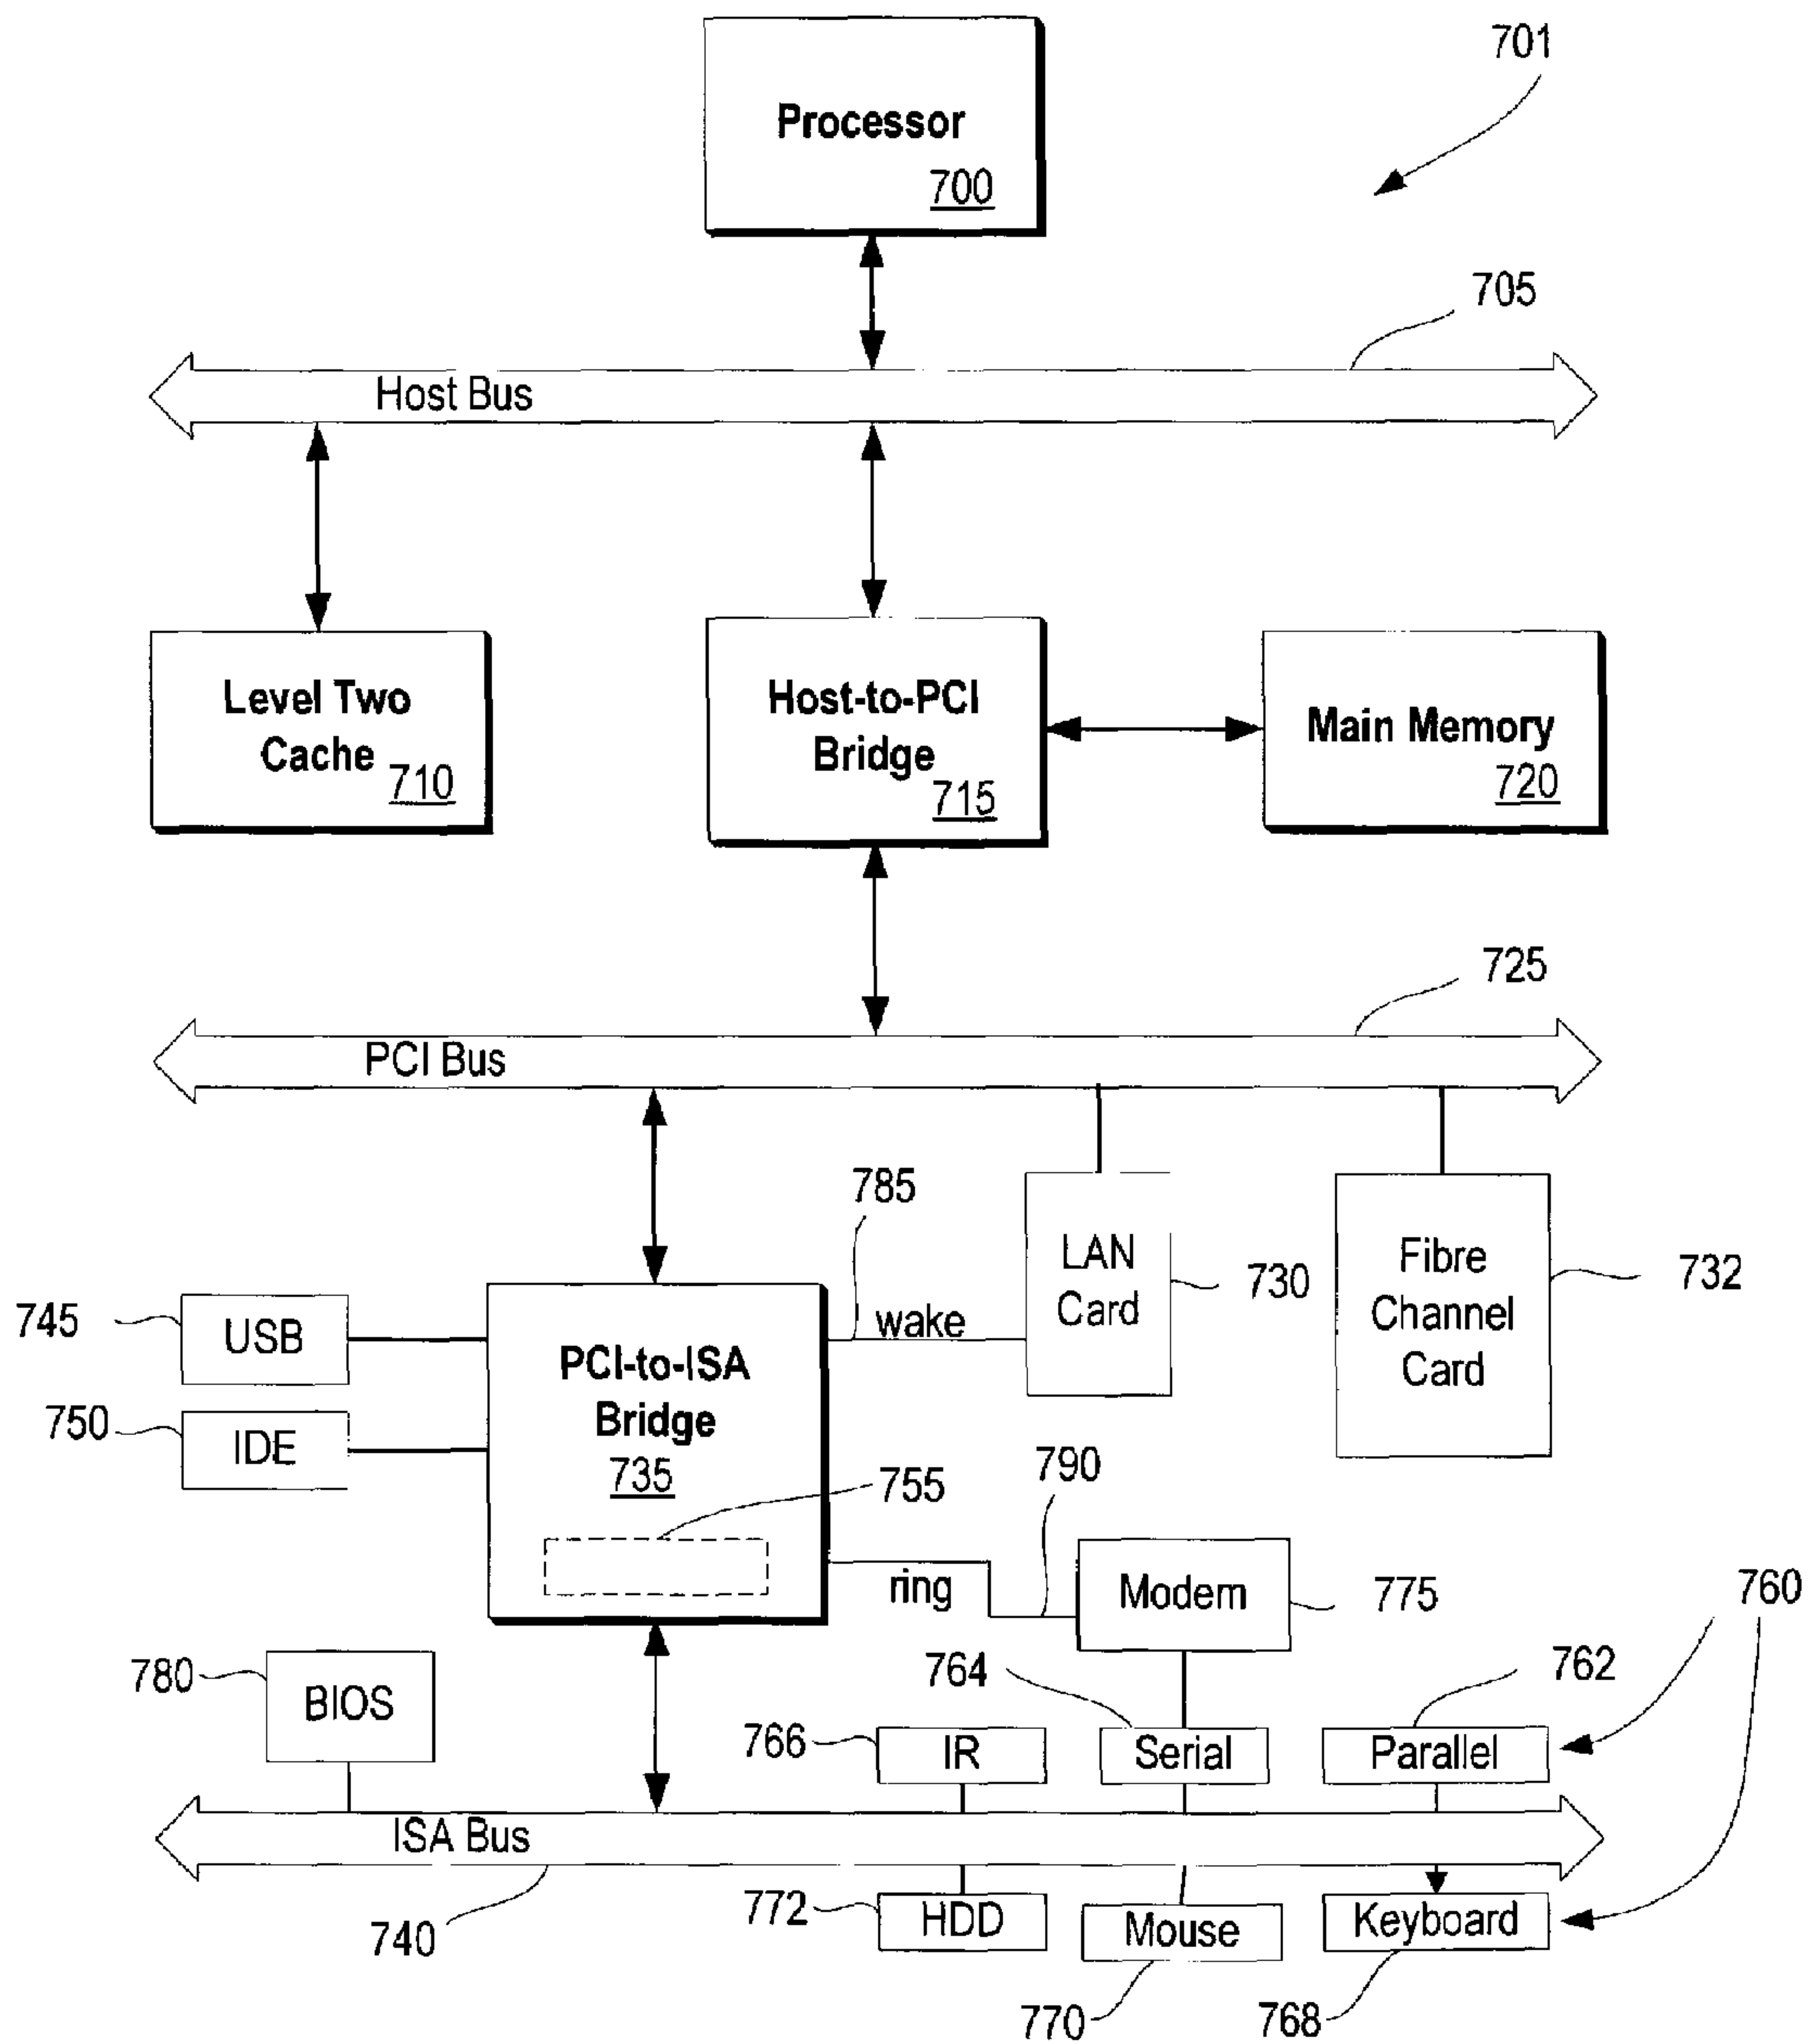 701
Processor
700
705
Host Bus
Level Two
Cache
710
Host-to-PCI
Bridge
715
Main Memory
720
725
PCI Bus
785
LAN
Card
730
Fibre
Channel
Card
732
745
USB
wake
750
IDE
PCI-to-ISA
Bridge
735
755
790
ring
Modem
775
760
780
BIOS
764
762
766
IR
Serial
Parallel
ISA Bus
740
772
HDD
Mouse
Keyboard
770
768